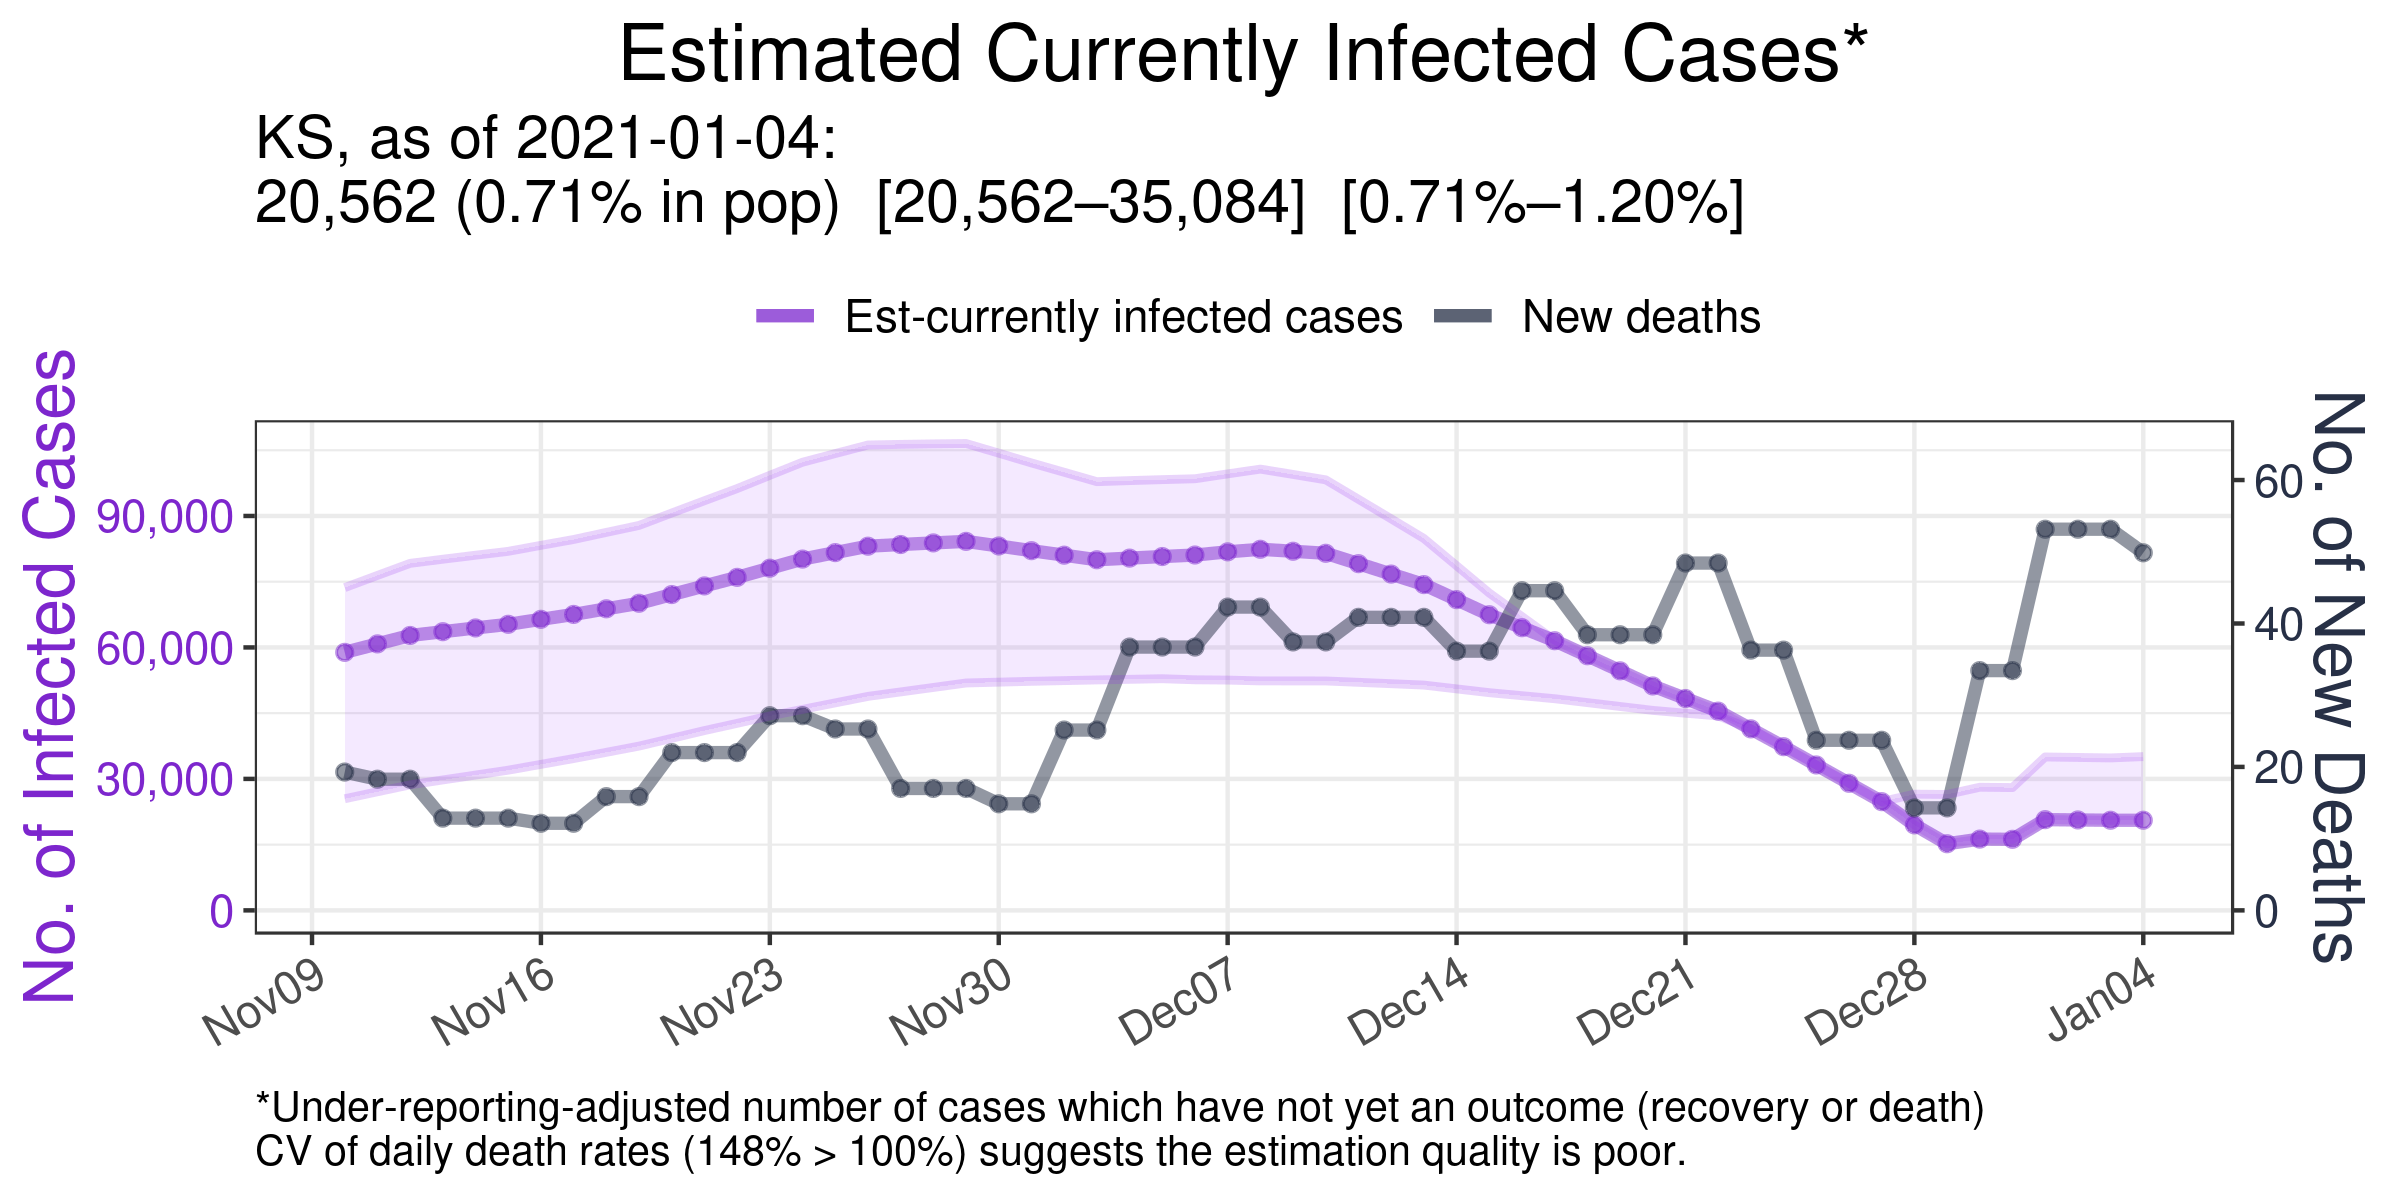 Estimated Currently Infected Cases*
KS, as of 2021-01-04:
20,562 (0.71% in pop)  [20,562–35,084]  [0.71%–1.20%]
Est-currently infected cases
New deaths
No. of Infected Cases
90,000
60,000
30,000
0
60
40
20
0
No. of New Deaths
Nov09
Nov16
Nov23
Nov30
Dec07
Dec14
Dec21
Dec28
Jan04
*Under-reporting-adjusted number of cases which have not yet an outcome (recovery or death)
CV of daily death rates (148% > 100%) suggests the estimation quality is poor.